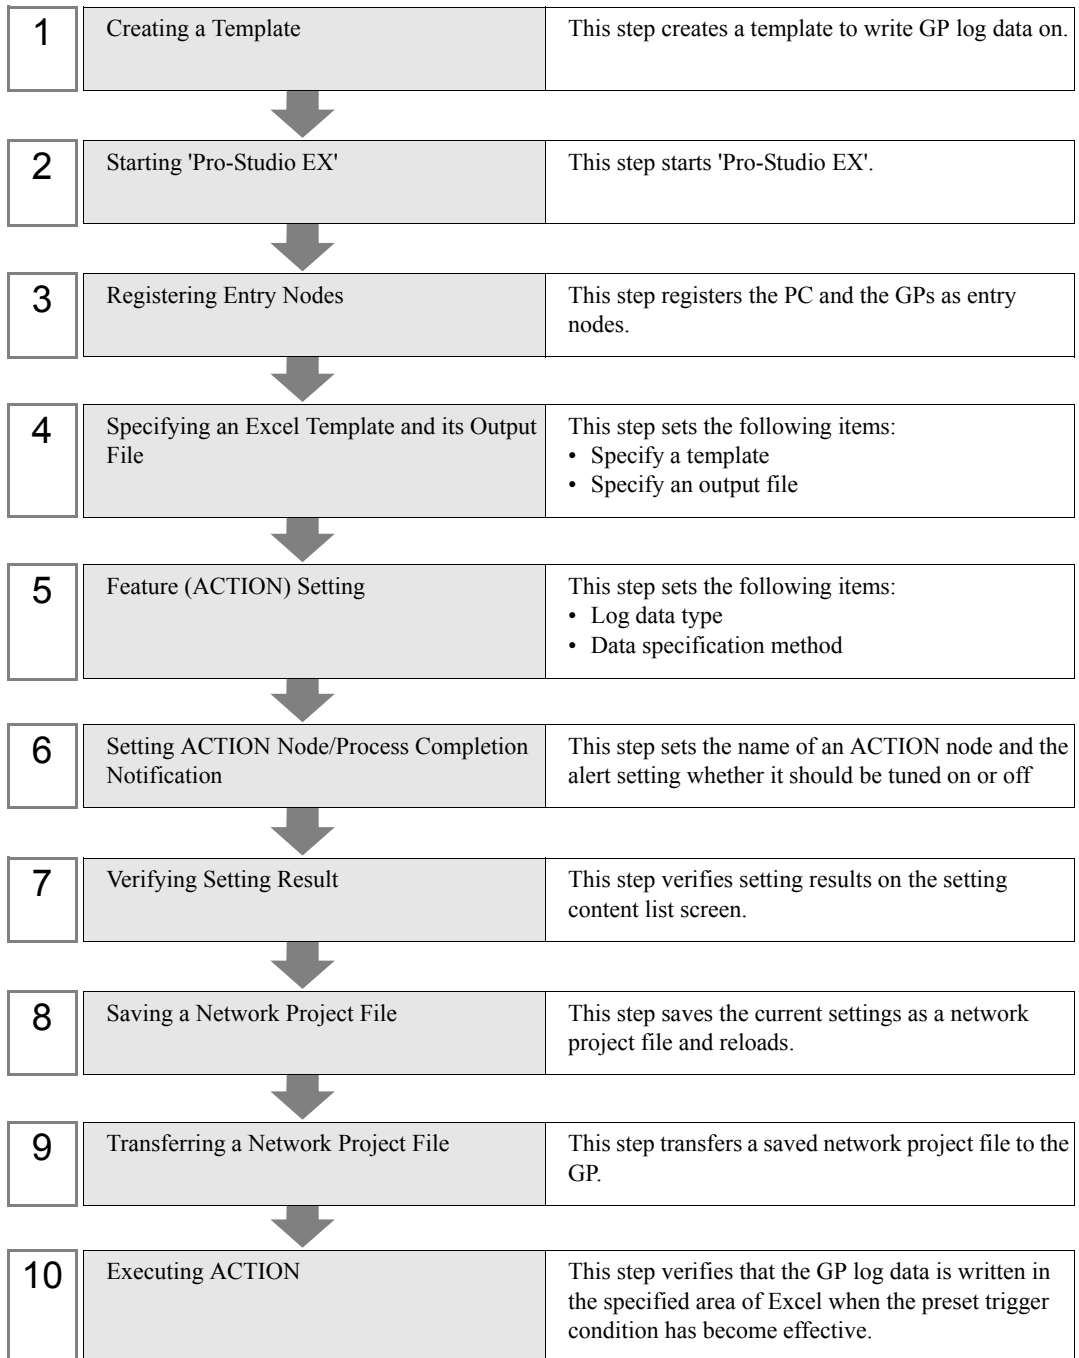 1
Creating a Template
This step creates a template to write GP log data on.
2
Starting 'Pro-Studio EX'
This step starts 'Pro-Studio EX'.
3
Registering Entry Nodes
This step registers the PC and the GPs as entry
nodes.
4
Specifying an Excel Template and its Output
File
This step sets the following items:
• Specify a template
• Specify an output file
5
Feature (ACTION) Setting
This step sets the following items:
• Log data type
• Data specification method
6
Setting ACTION Node/Process Completion
Notification
This step sets the name of an ACTION node and the
alert setting whether it should be tuned on or off
7
Verifying Setting Result
This step verifies setting results on the setting
content list screen.
8
Saving a Network Project File
This step saves the current settings as a network
project file and reloads.
9
Transferring a Network Project File
This step transfers a saved network project file to the
GP.
10
Executing ACTION
This step verifies that the GP log data is written in
the specified area of Excel when the preset trigger
condition has become effective.